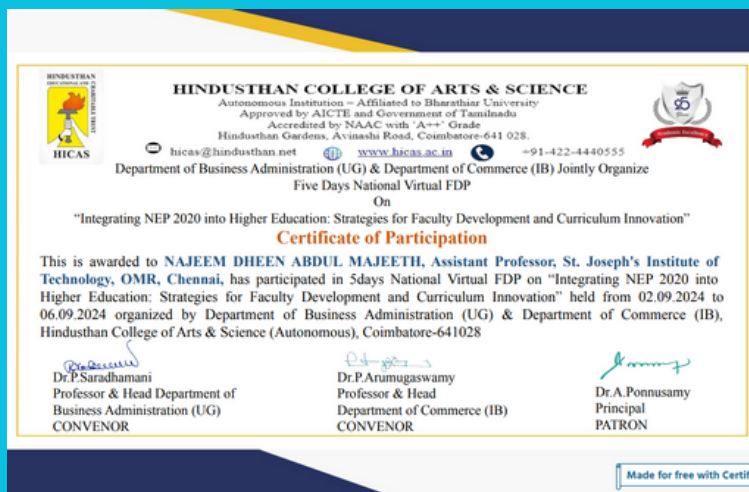 HINDUSTHAN
EDUCATIONAL AND
CHARITABLE TRUST
HICAS
HINDUSTHAN COLLEGE OF ARTS & SCIENCE
Autonomous Institution – Affiliated to Bharathiar University
Approved by AICTE and Government of Tamilnadu
Accredited by NAAC with ‘A++’ Grade
Hindusthan Gardens, Avinashi Road, Coimbatore-641 028.
hicas@hindusthan.net www.hicas.ac.in +91-422-4440555
25
Academic Excellence
Department of Business Administration (UG) & Department of Commerce (IB) Jointly Organize
Five Days National Virtual FDP
On
“Integrating NEP 2020 into Higher Education: Strategies for Faculty Development and Curriculum Innovation”
Certificate of Participation
This is awarded to NAJEEM DHEEN ABDUL MAJEETH, Assistant Professor, St. Joseph's Institute of
Technology, OMR, Chennai, has participated in 5days National Virtual FDP on “Integrating NEP 2020 into
Higher Education: Strategies for Faculty Development and Curriculum Innovation” held from 02.09.2024 to
06.09.2024 organized by Department of Business Administration (UG) & Department of Commerce (IB),
Hindusthan College of Arts & Science (Autonomous), Coimbatore-641028
Dr.P.Saradhamani
Professor & Head Department of
Business Administration (UG)
CONVENOR
Dr.P.Arumugaswamy
Professor & Head
Department of Commerce (IB)
CONVENOR
Dr.A.Ponnusamy
Principal
PATRON
Made for free with Certif